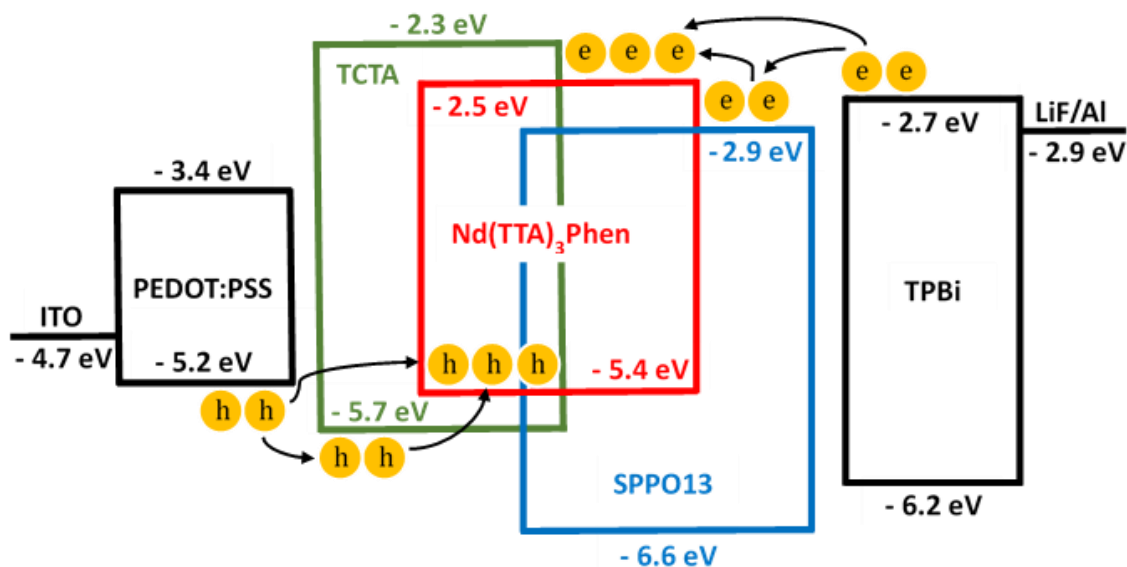 - 2.3 eV
e e e
e e
TCTA
- 2.5 eV
e e
- 2.7 eV
LiF/Al
- 2.9 eV
- 2.9 eV
- 3.4 eV
Nd(TTA)₃Phen
PEDOT:PSS
TPBi
ITO
- 4.7 eV
- 5.2 eV
h h h
- 5.4 eV
h h
- 5.7 eV
h h
SPPO13
- 6.2 eV
- 6.6 eV